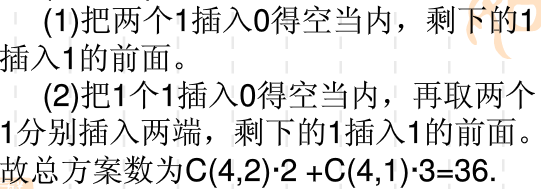 (1)把两个1插入0得空当内，剩下的1
插入1的前面。
(2)把1个1插入0得空当内，再取两个
1分别插入两端，剩下的1插入1的前面。
故总方案数为C(4,2)·2 +C(4,1)·3=36.